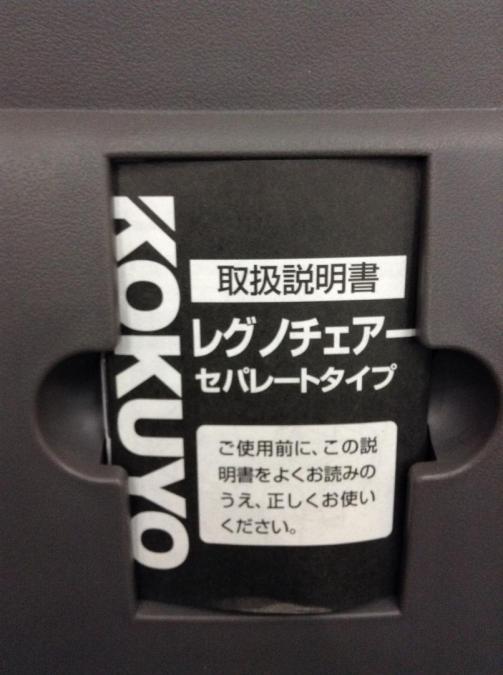 KOKUYO
取扱説明書
レグノチェアー
セパレートタイプ
ご使用前に、この説
明書をよくお読みの
うえ、正しくお使い
ください。